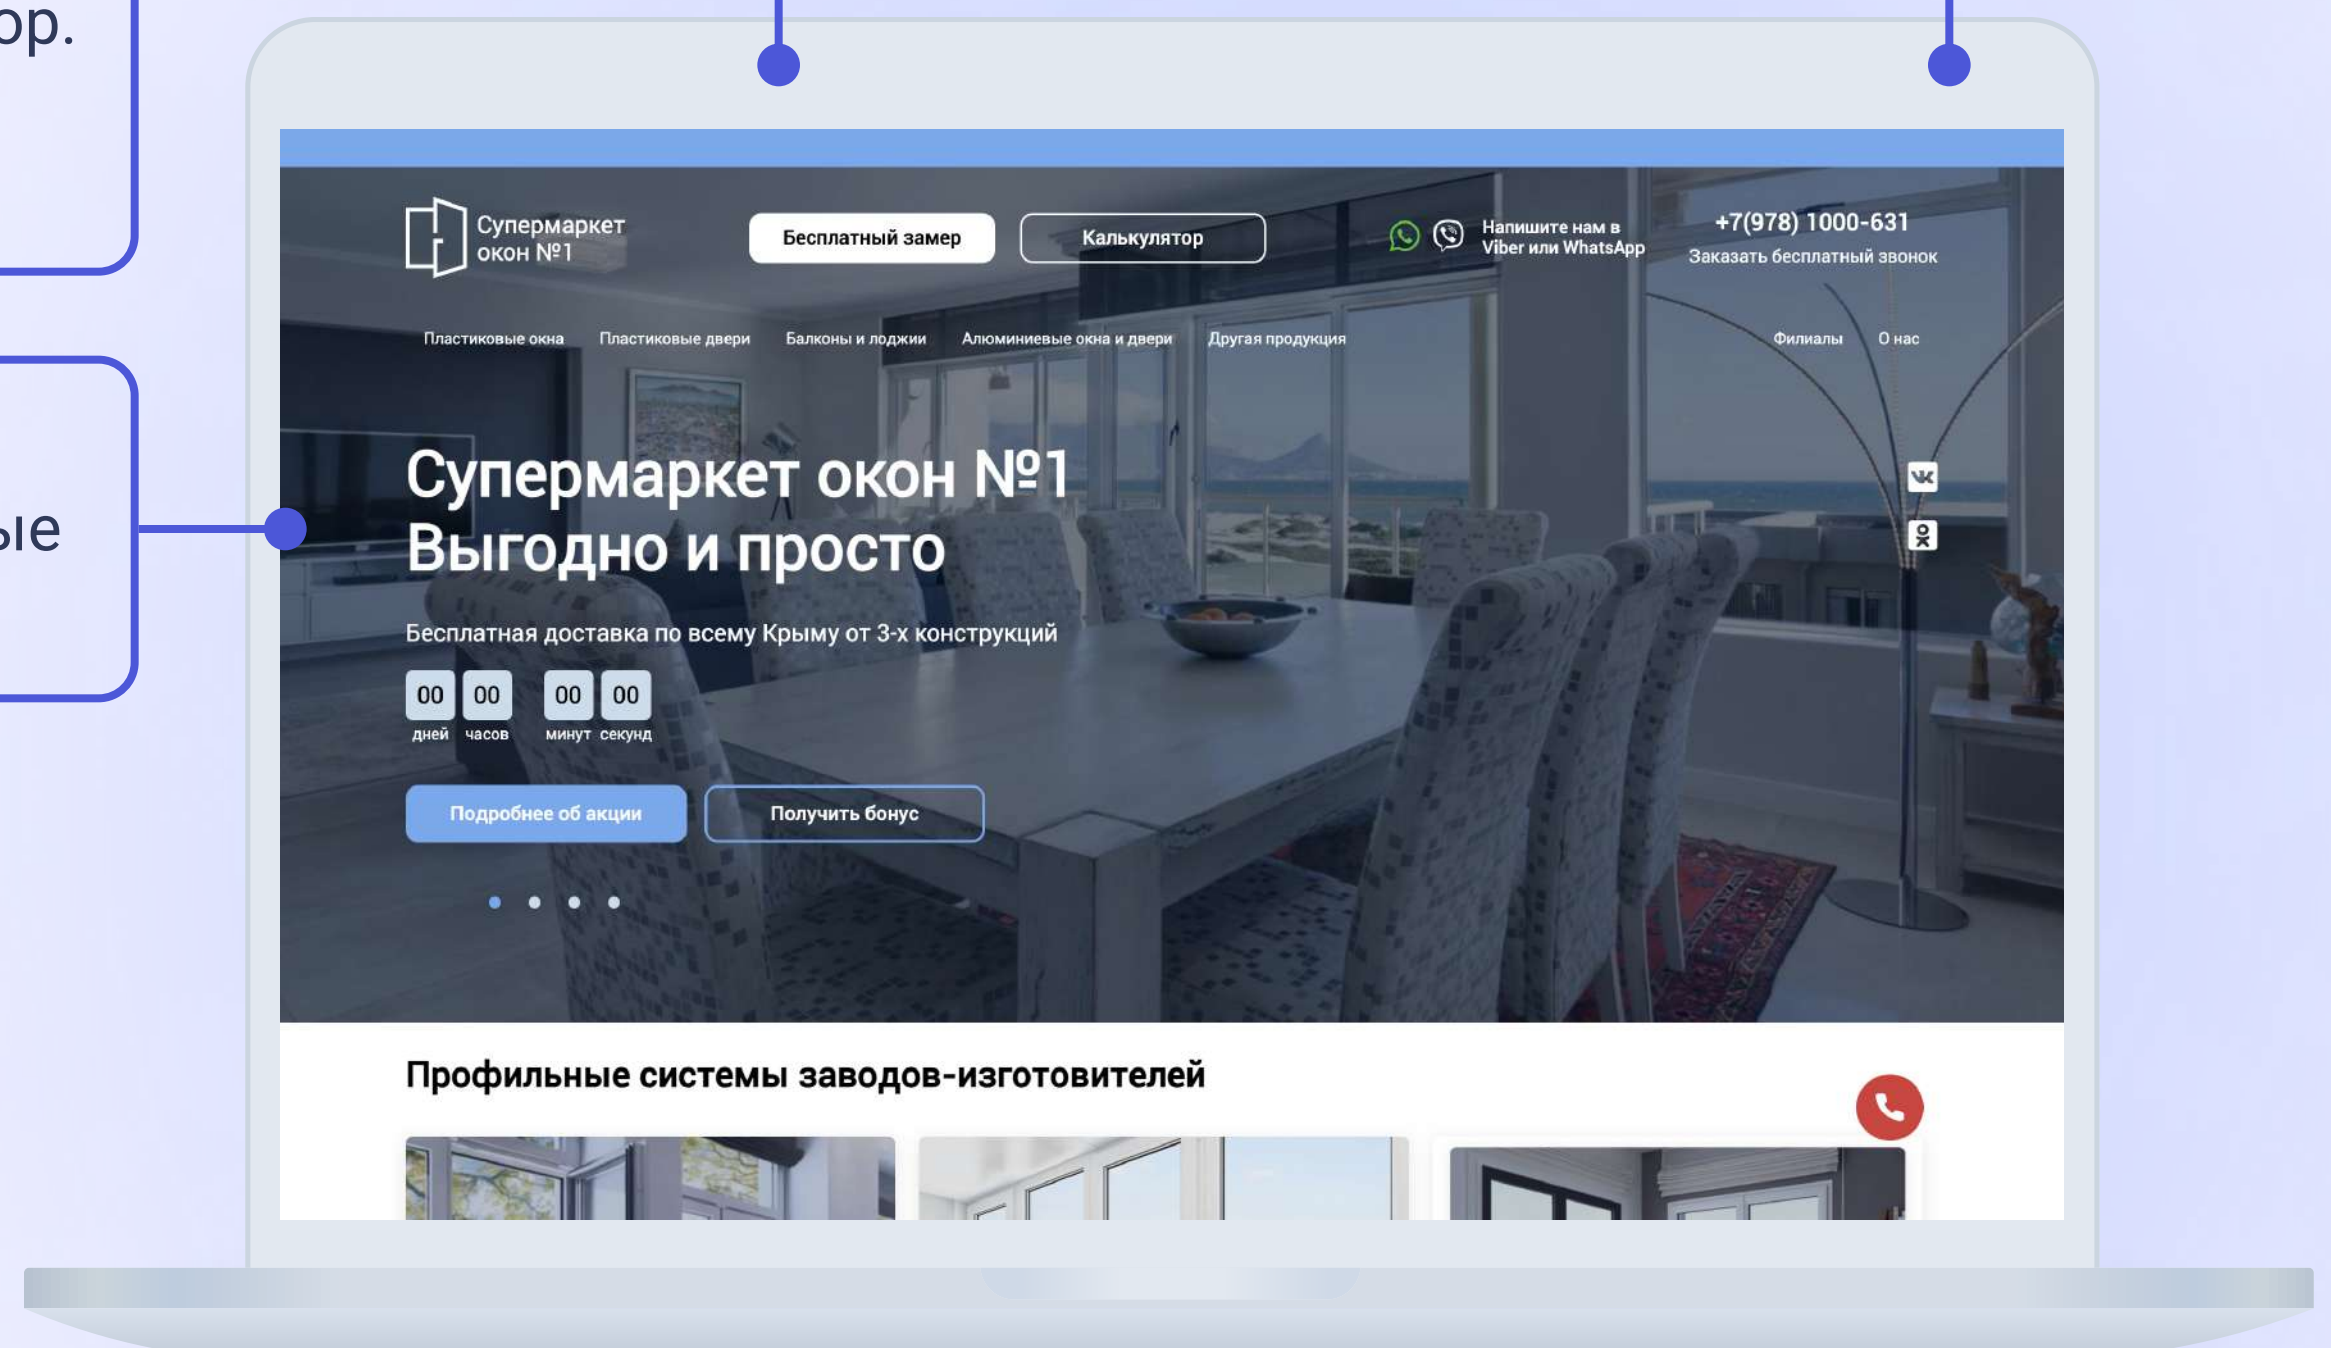 Супермаркет
окон №1
Бесплатный замер
Калькулятор
Напишите нам в
Viber или WhatsApp
+7(978) 1000-631
Заказать бесплатный звонок
Пластиковые окна
Пластиковые двери
Балконы и лоджии
Алюминиевые окна и двери
Другая продукция
Филиалы
О нас
Супермаркет окон №1
Выгодно и просто
Бесплатная доставка по всему Крыму от 3-х конструкций
00 00 00 00
дней часов минут секунд
Подробнее об акции
Получить бонус
Профильные системы заводов-изготовителей